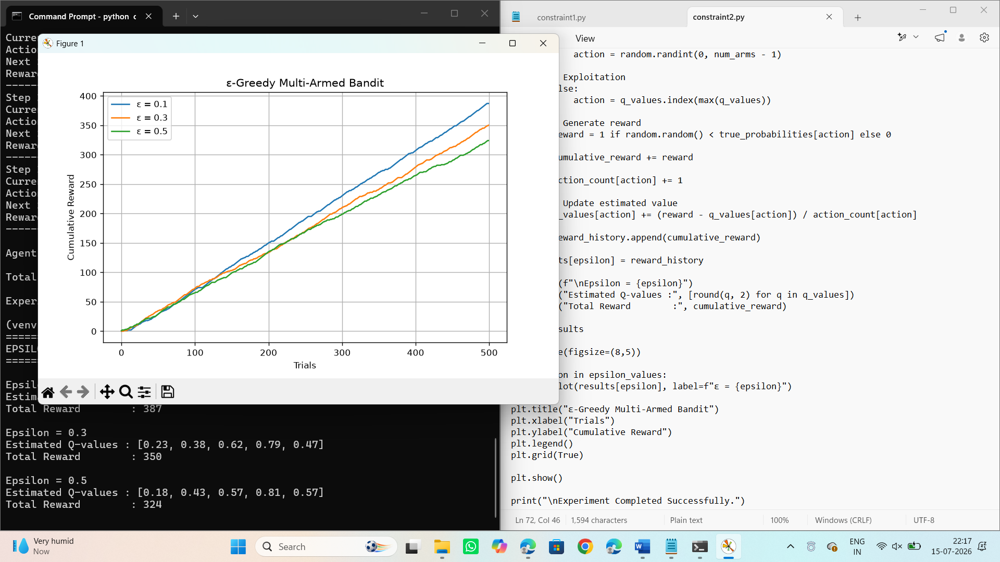 Command Prompt - python c
Curre
Actio
Next
Rewar
------
Step
Curre
Actio
Next
Rewar
------
Step
Curre
Actio
Next
Rewar
------
Agent
Total
Exper
(venv
======
EPSIL
======
Epsil
Estim
Total Reward        : 387
Epsilon = 0.3
Estimated Q-values : [0.23, 0.38, 0.62, 0.79, 0.47]
Total Reward        : 350
Epsilon = 0.5
Estimated Q-values : [0.18, 0.43, 0.57, 0.81, 0.57]
Total Reward        : 324
Figure 1
ε-Greedy Multi-Armed Bandit
ε = 0.1
ε = 0.3
ε = 0.5
Cumulative Reward
400
350
300
250
200
150
100
50
0
0 100 200 300 400 500
Trials
constraint1.py
constraint2.py
View
action = random.randint(0, num_arms - 1)
Exploitation
lse:
action = q_values.index(max(q_values))
Generate reward
eward = 1 if random.random() < true_probabilities[action] else 0
umulative_reward += reward
ction_count[action] += 1
Update estimated value
_values[action] += (reward - q_values[action]) / action_count[action]
eward_history.append(cumulative_reward)
ts[epsilon] = reward_history
(f"\nEpsilon = {epsilon}")
("Estimated Q-values :", [round(q, 2) for q in q_values])
("Total Reward        :", cumulative_reward)
sults
e(figsize=(8,5))
on in epsilon_values:
lot(results[epsilon], label=f"ε = {epsilon}")
plt.title("ε-Greedy Multi-Armed Bandit")
plt.xlabel("Trials")
plt.ylabel("Cumulative Reward")
plt.legend()
plt.grid(True)
plt.show()
print("\nExperiment Completed Successfully.")
Ln 72, Col 46
1,594 characters
Plain text
100%
Windows (CRLF)
UTF-8
Very humid
Now
Search
ENG
IN
22:17
15-07-2026